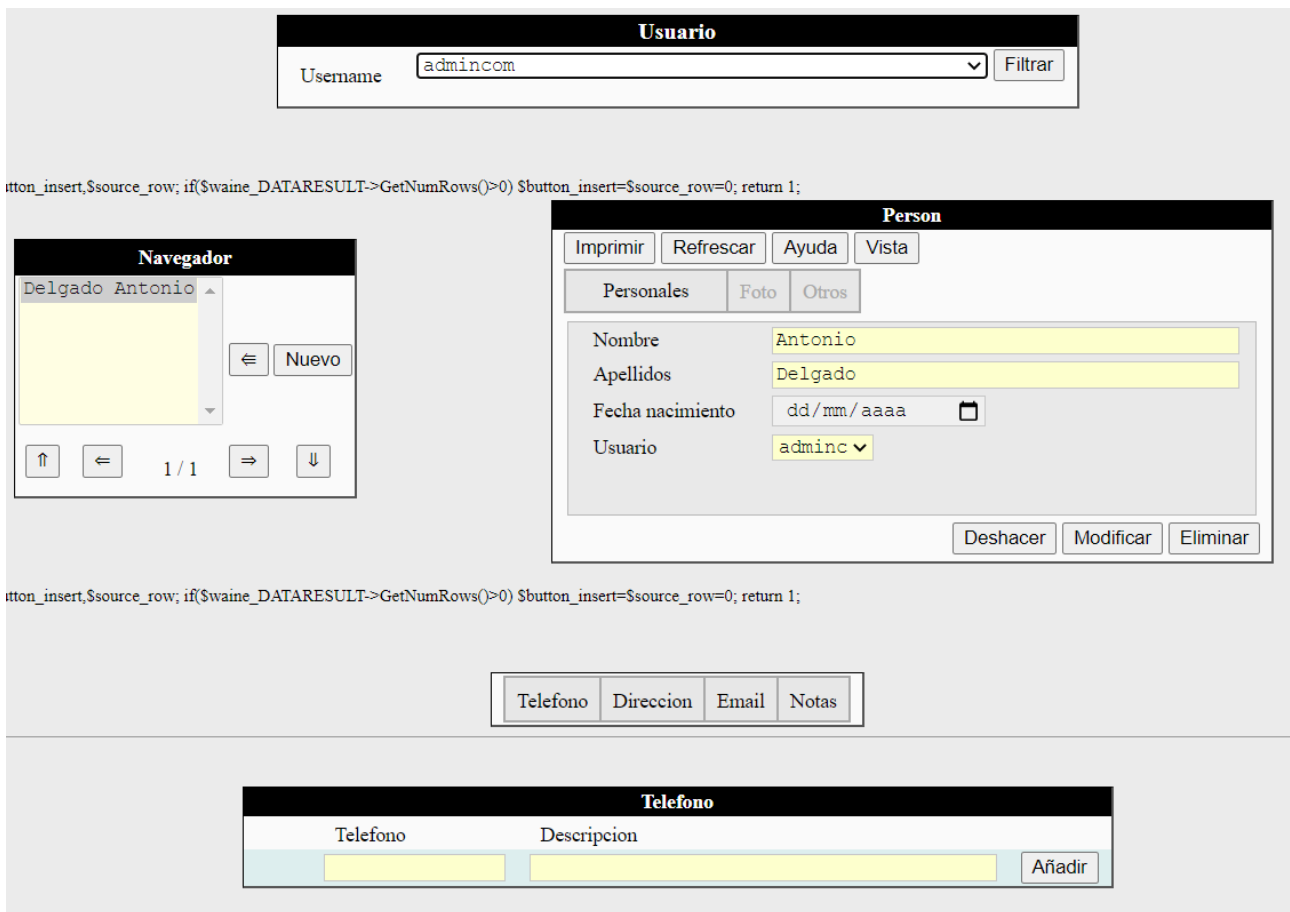 Usuario
Username admincom Filtrar
utton_insert,$source_row; if($waine_DATARESULT->GetNumRows()>0) $button_insert=$source_row=0; return 1;
Navegador
Delgado Antonio
⇐ Nuevo
⇑ ⇐ 1 / 1 ⇒ ⇓
Person
Imprimir Refrescar Ayuda Vista
Personales Foto Otros
Nombre Antonio
Apellidos Delgado
Fecha nacimiento dd/mm/aaaa
Usuario adminc
Deshacer Modificar Eliminar
utton_insert,$source_row; if($waine_DATARESULT->GetNumRows()>0) $button_insert=$source_row=0; return 1;
Telefono Direccion Email Notas
Telefono
Telefono Descripcion
Añadir